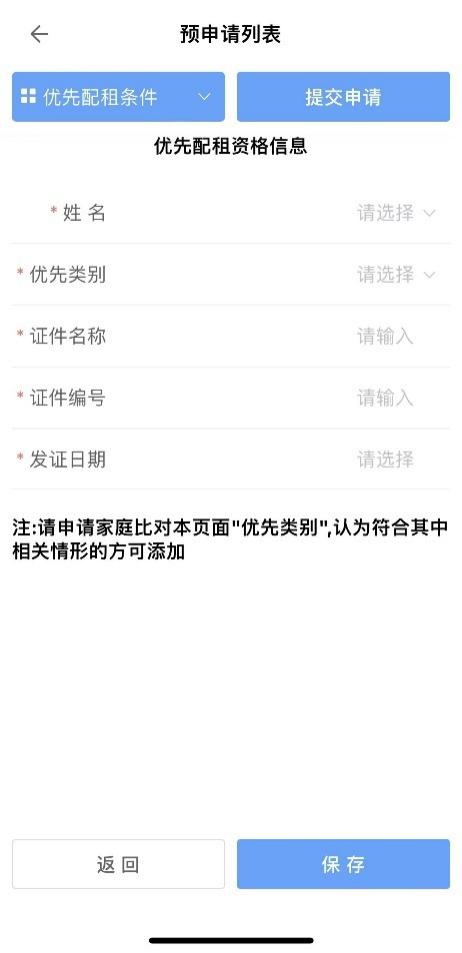 预申请列表
优先配租条件 提交申请
优先配租资格信息
* 姓 名 请选择
* 优先类别 请选择
* 证件名称 请输入
* 证件编号 请输入
* 发证日期 请选择
注:请申请家庭比对本页面"优先类别",认为符合其中
相关情形的方可添加
返 回 保 存